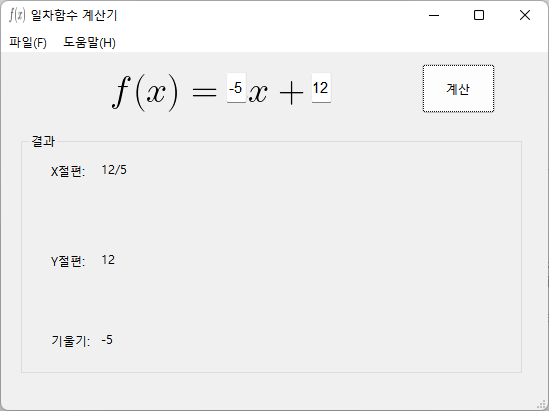 f(x) 일차함수 계산기
파일(F) 도움말(H)
f(x) = -5x + 12
계산
결과
X절편: 12/5
Y절편: 12
기울기: -5